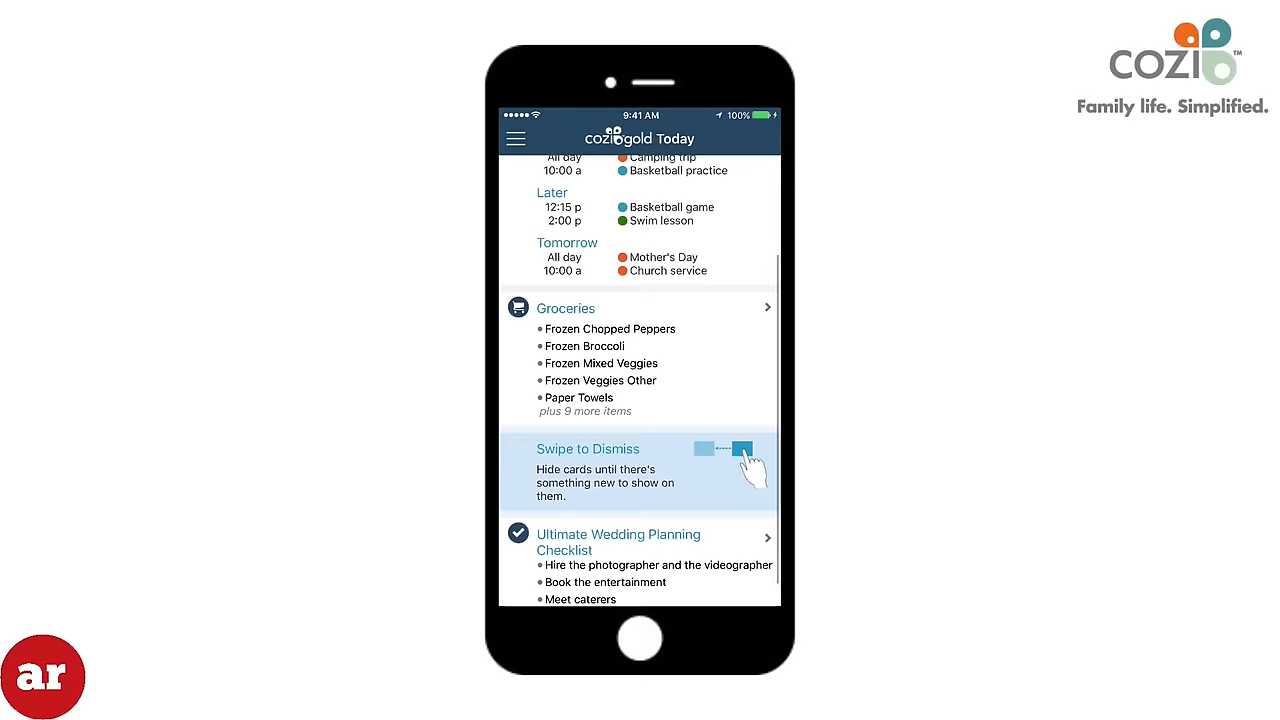 COZI™
Family life. Simplified.
9:41 AM
100%
cozi gold Today
All day Camping trip
10:00 a Basketball practice
Later
12:15 p Basketball game
2:00 p Swim lesson
Tomorrow
All day Mother's Day
10:00 a Church service
Groceries
Frozen Chopped Peppers
Frozen Broccoli
Frozen Mixed Veggies
Frozen Veggies Other
Paper Towels
plus 9 more items
Swipe to Dismiss
Hide cards until there's
something new to show on
them.
Ultimate Wedding Planning
Checklist
Hire the photographer and the videographer
Book the entertainment
Meet caterers
ar